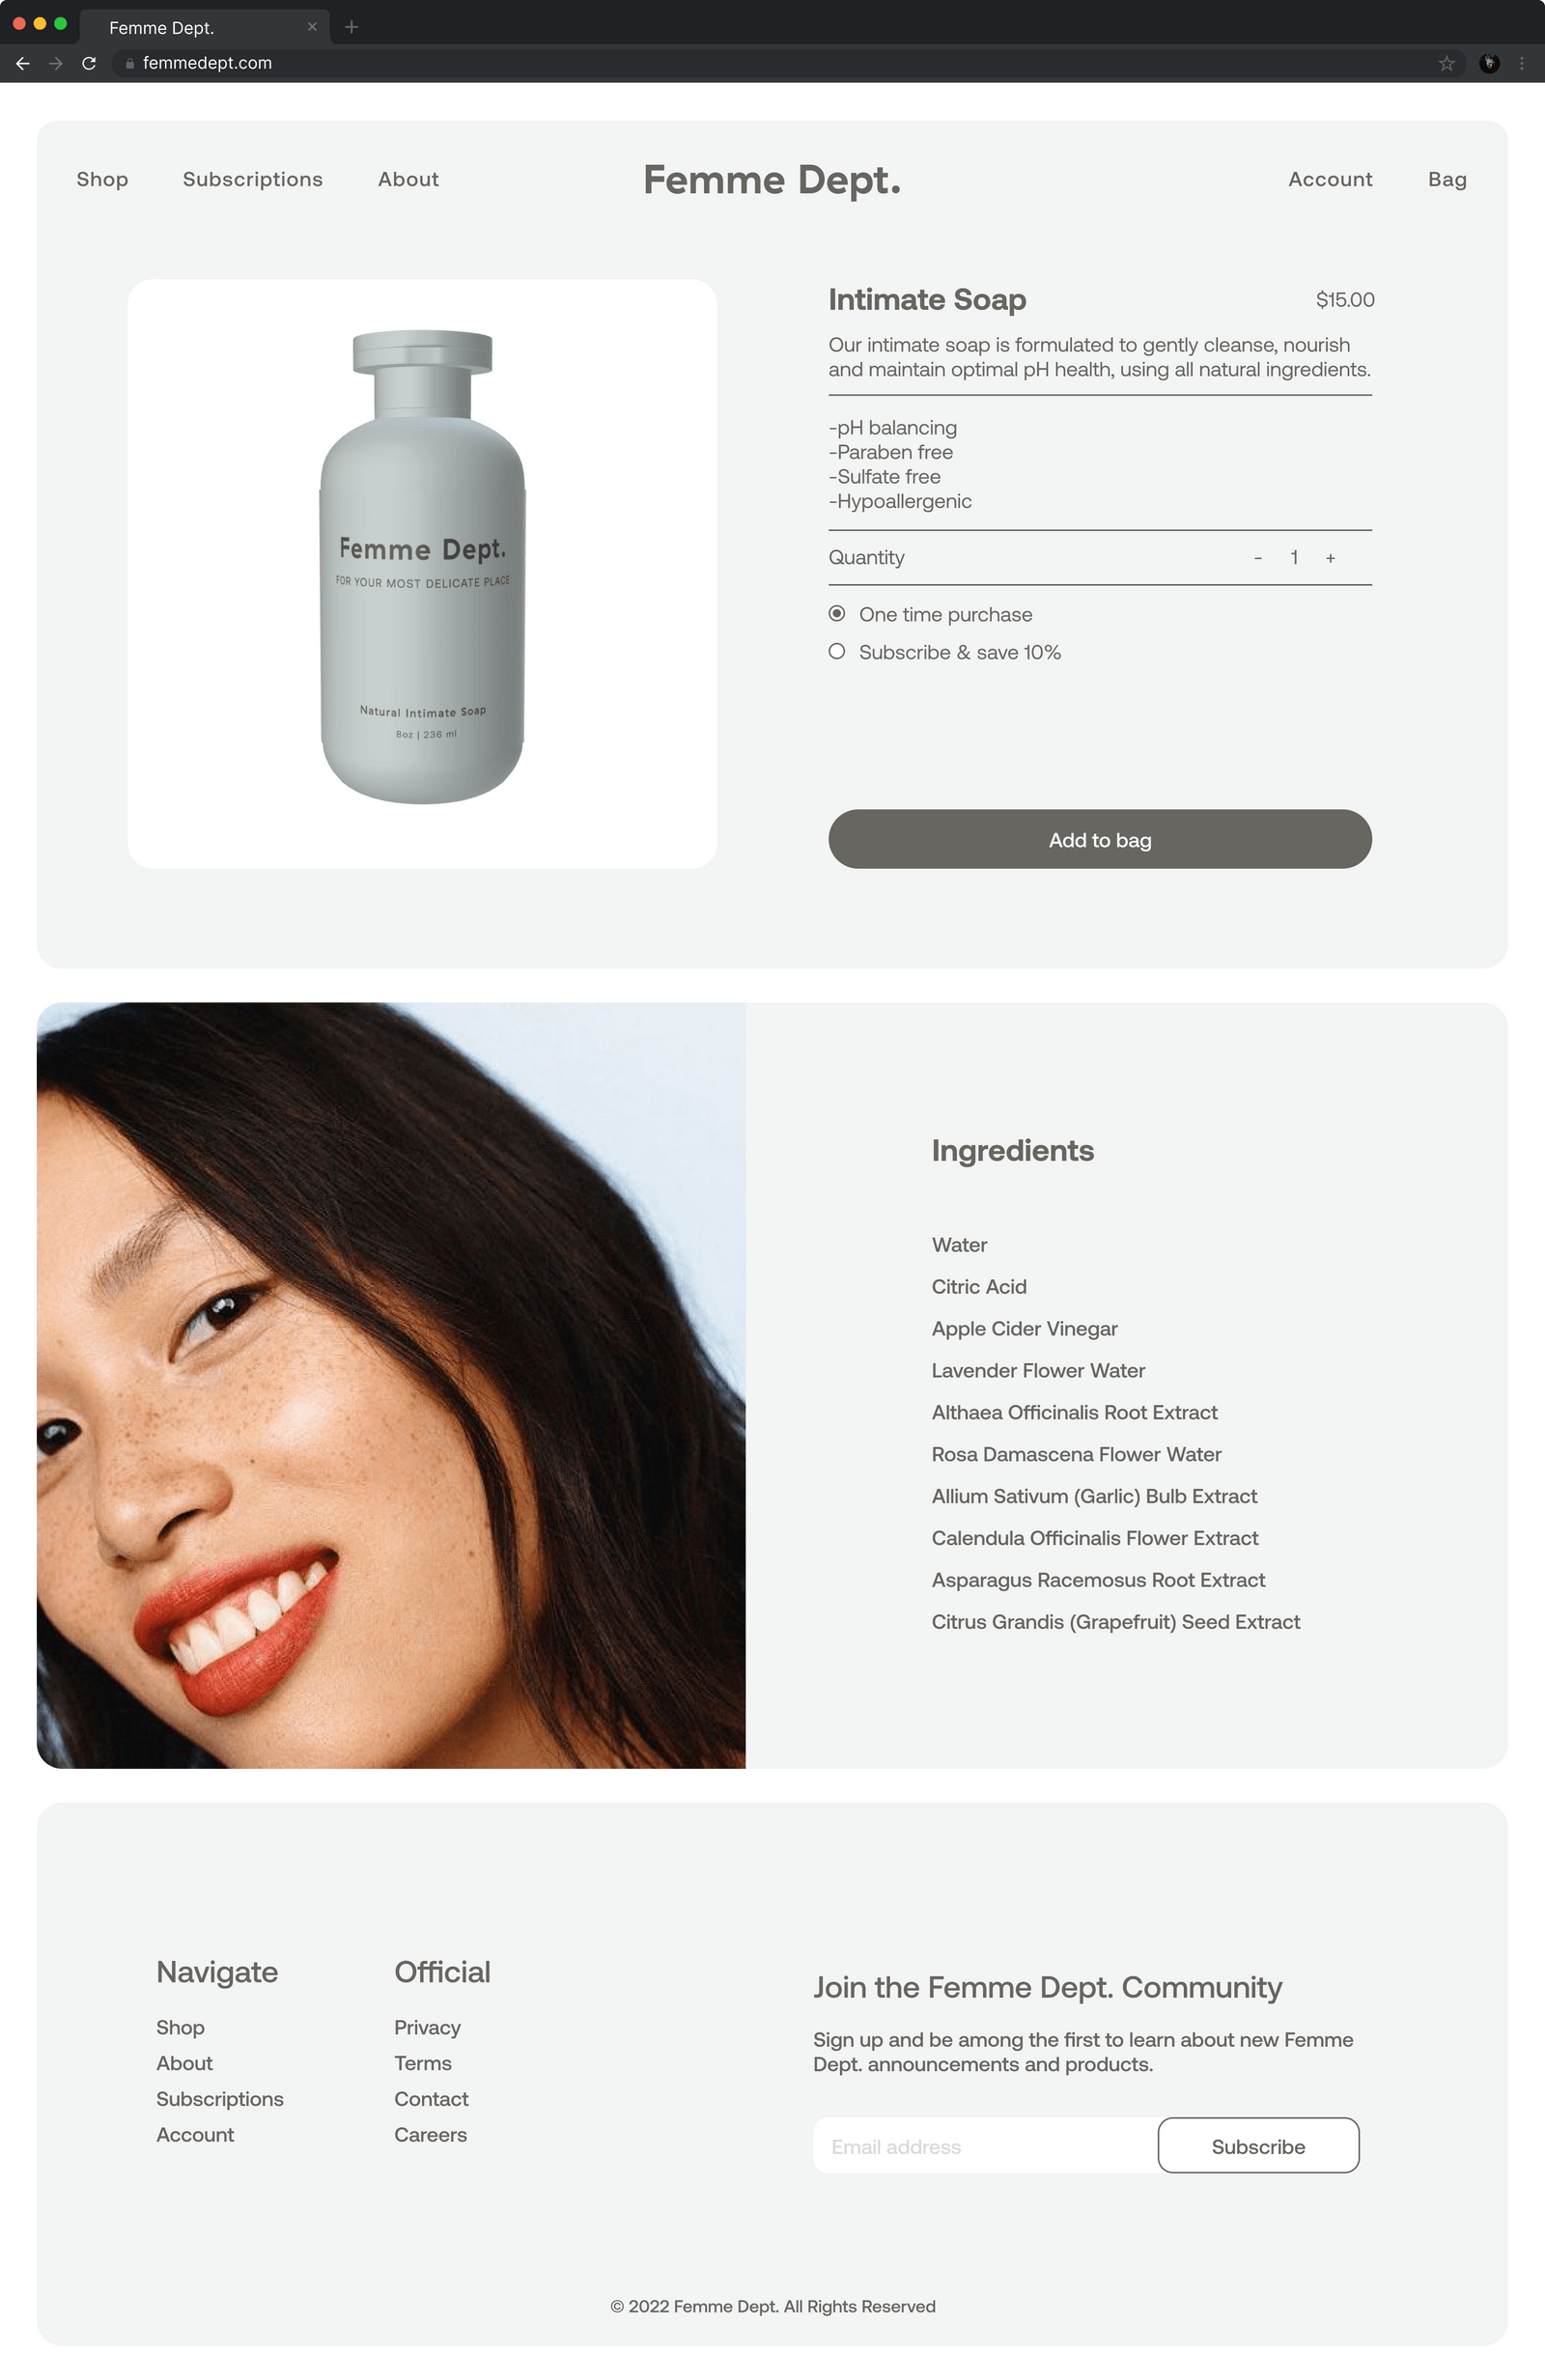 Femme Dept.
femmedept.com
Shop Subscriptions About Femme Dept. Account Bag
Femme Dept.
FOR YOUR MOST DELICATE PLACE
Natural Intimate Soap
8oz | 236 ml
Intimate Soap $15.00
Our intimate soap is formulated to gently cleanse, nourish
and maintain optimal pH health, using all natural ingredients.
-pH balancing
-Paraben free
-Sulfate free
-Hypoallergenic
Quantity - 1 +
One time purchase
Subscribe & save 10%
Add to bag
Ingredients
Water
Citric Acid
Apple Cider Vinegar
Lavender Flower Water
Althaea Officinalis Root Extract
Rosa Damascena Flower Water
Allium Sativum (Garlic) Bulb Extract
Calendula Officinalis Flower Extract
Asparagus Racemosus Root Extract
Citrus Grandis (Grapefruit) Seed Extract
Navigate
Shop
About
Subscriptions
Account
Official
Privacy
Terms
Contact
Careers
Join the Femme Dept. Community
Sign up and be among the first to learn about new Femme
Dept. announcements and products.
Email address Subscribe
© 2022 Femme Dept. All Rights Reserved